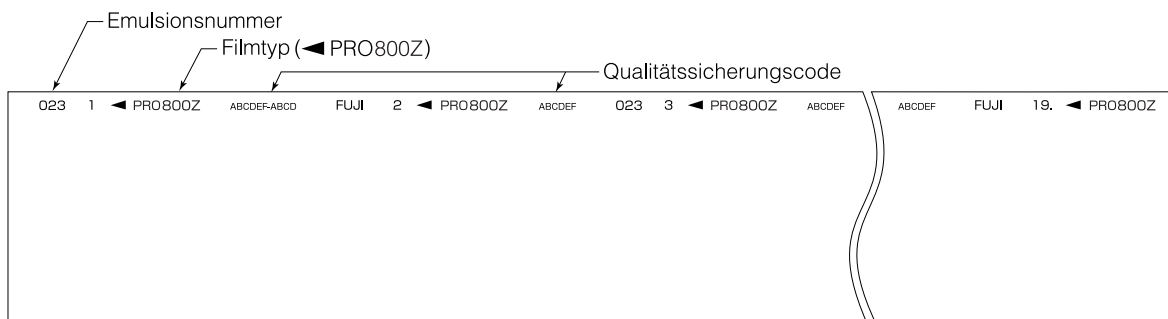 Emulsionsnummer
Filmtyp (◄ PRO800Z)
Qualitätssicherungscode
023 1 ◄ PRO800Z ABCDEF-ABCD FUJI 2 ◄ PRO800Z ABCDEF 023 3 ◄ PRO800Z ABCDEF ABCDEF FUJI 19. ◄ PRO800Z